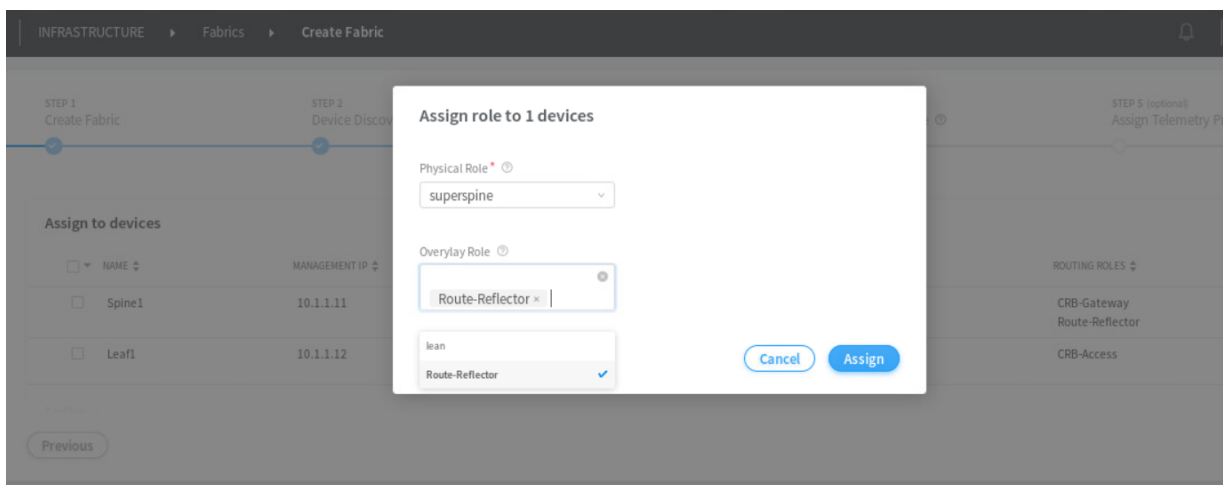 INFRASTRUCTURE Fabrics Create Fabric
STEP 1
Create Fabric
STEP 2
Device Discov
STEP 5 (optional)
Assign Telemetry P
Assign role to 1 devices
Physical Role*
superspine
Overylay Role
Route-Reflector ×
lean
Route-Reflector
Cancel Assign
Assign to devices
NAME MANAGEMENT IP ROUTING ROLES
Spine1 10.1.1.11 CRB-Gateway
Route-Reflector
Leaf1 10.1.1.12 CRB-Access
Previous